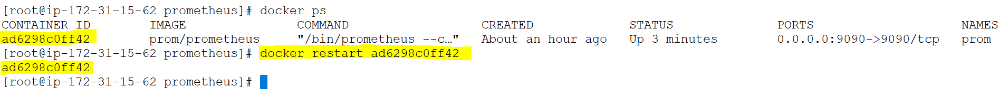 [root@ip-172-31-15-62 prometheus]# docker ps
CONTAINER ID        IMAGE               COMMAND                  CREATED             STATUS              PORTS                    NAMES
ad6298c0ff42        prom/prometheus     "/bin/prometheus --c…"   About an hour ago   Up 3 minutes        0.0.0.0:9090->9090/tcp   prom
[root@ip-172-31-15-62 prometheus]# docker restart ad6298c0ff42
ad6298c0ff42
[root@ip-172-31-15-62 prometheus]#